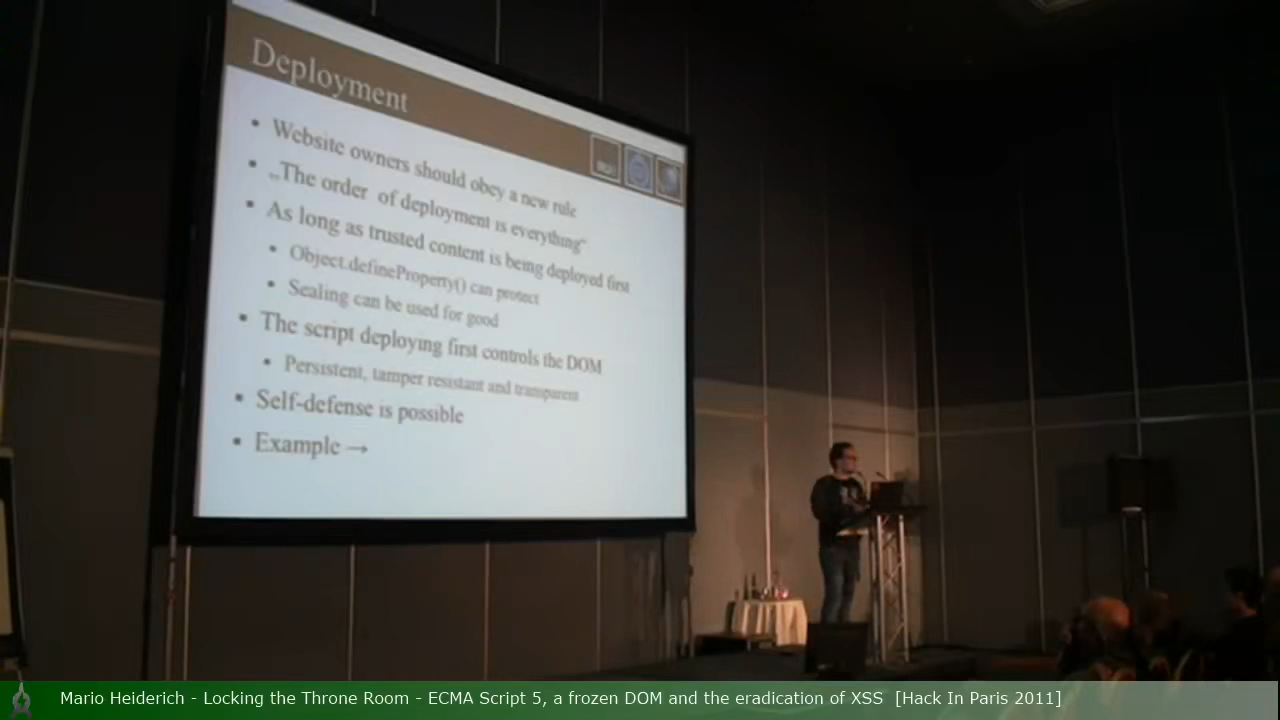 Deployment
• Website owners should obey a new rule
• „The order of deployment is everything“
• As long as trusted content is being deployed first
• Object.defineProperty() can protect
• Sealing can be used for good
• The script deploying first controls the DOM
• Persistent, tamper resistant and transparent
• Self-defense is possible
• Example →
Mario Heiderich - Locking the Throne Room - ECMA Script 5, a frozen DOM and the eradication of XSS [Hack In Paris 2011]